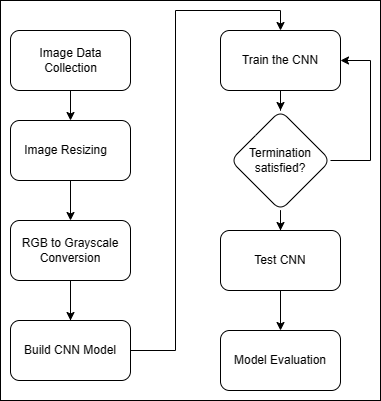 Image Data
Collection
Image Resizing
RGB to Grayscale
Conversion
Build CNN Model
Train the CNN
Termination
satisfied?
Test CNN
Model Evaluation